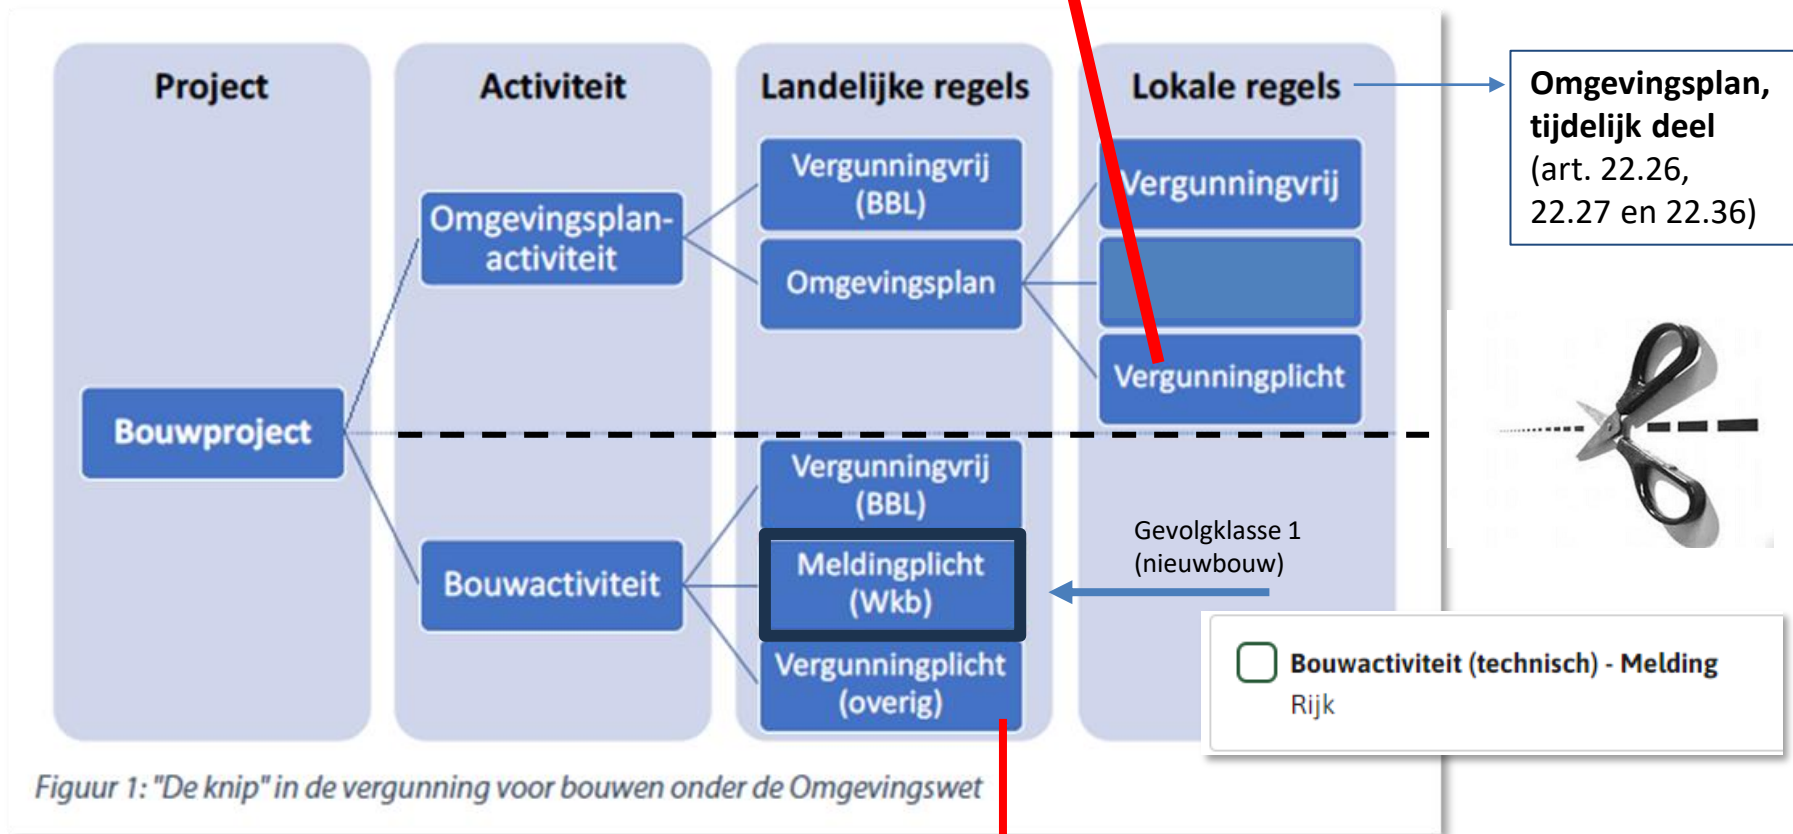 Project
Activiteit
Landelijke regels
Lokale regels
Omgevingsplan,
tijdelijk deel
(art. 22.26,
22.27 en 22.36)
Vergunningvrij
(BBL)
Vergunningvrij
Omgevingsplan-
activiteit
Omgevingsplan
Vergunningplicht
Bouwproject
Vergunningvrij
(BBL)
Bouwactiviteit
Meldingplicht
(Wkb)
Gevolgklasse 1
(nieuwbouw)
Vergunningplicht
(overig)
Bouwactiviteit (technisch) - Melding
Rijk
Figuur 1: "De knip" in de vergunning voor bouwen onder de Omgevingswet